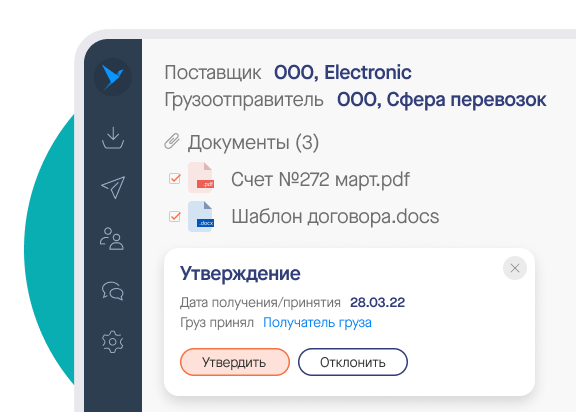 Поставщик ООО, Electronic
Грузоотправитель ООО, Сфера перевозок
Документы (3)
.pdf Счет №272 март.pdf
.docx Шаблон договора.docs
Утверждение
Дата получения/принятия 28.03.22
Груз принял Получатель груза
Утвердить Отклонить